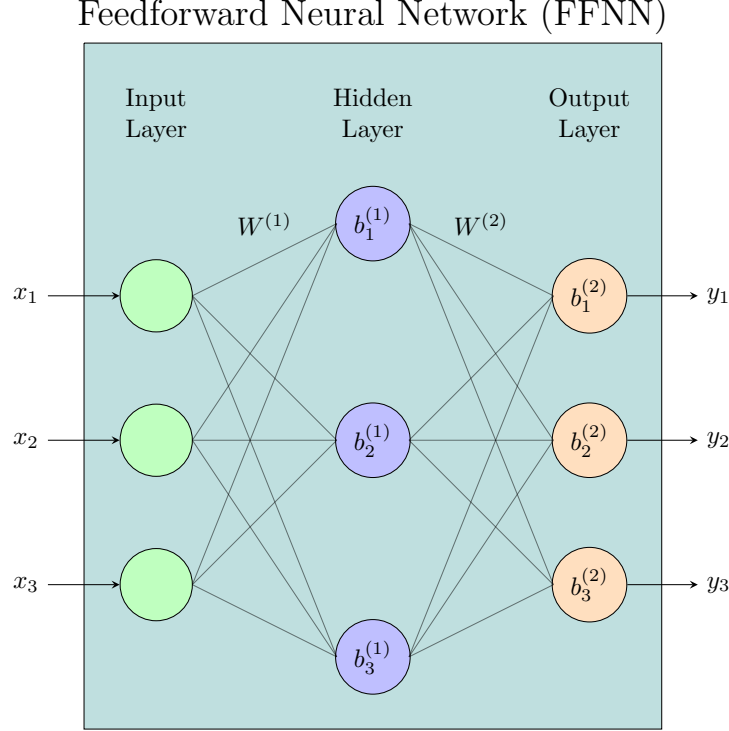 Feedforward Neural Network (FFNN)
Input Hidden Output
Layer Layer Layer
W^{(1)} b_1^{(1)} W^{(2)}
x_1 b_1^{(2)} y_1
x_2 b_2^{(1)} b_2^{(2)} y_2
x_3 b_3^{(2)} y_3
b_3^{(1)}